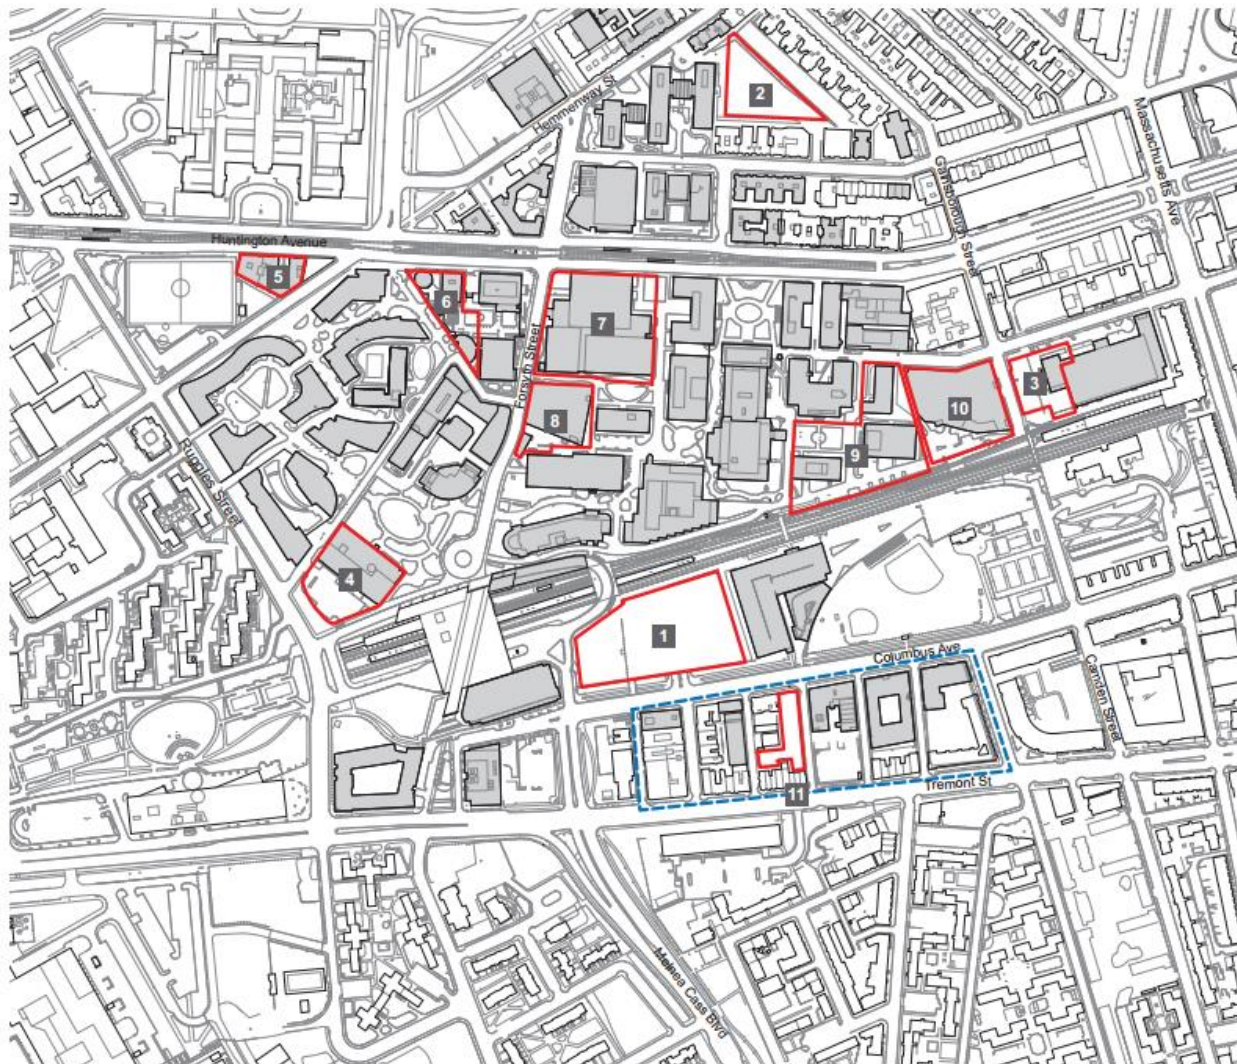 2
Hemmenway St
Massachusetts Ave
Gainsborough Street
Huntington Avenue
5
6
7
Forsyth Street
3
10
8
9
Ruggles Street
4
1
Columbus Ave
Camden Street
Tremont St
11
Melnea Cass Blvd